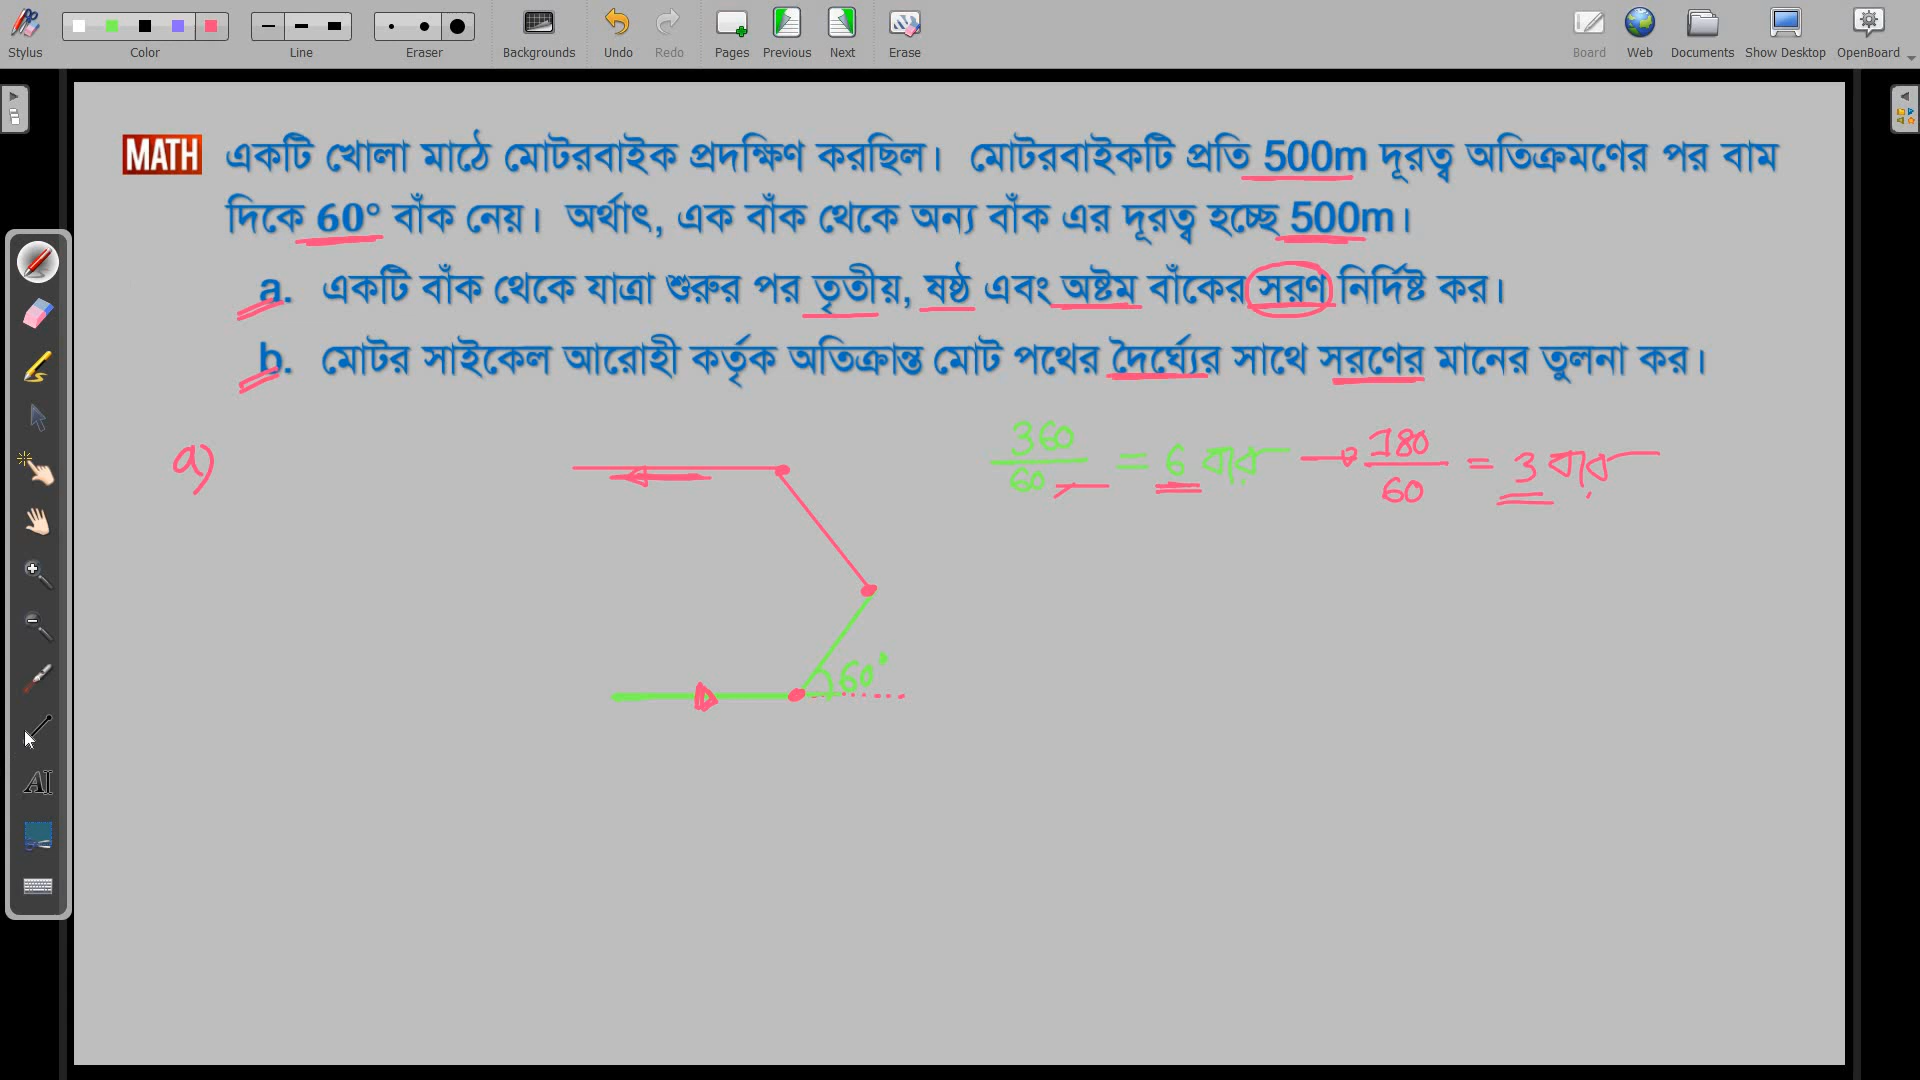 Stylus Color Line Eraser Backgrounds Undo Redo Pages Previous Next Erase Board Web Documents Show Desktop OpenBoard
MATH একটি খোলা মাঠে মোটরবাইক প্রদক্ষিণ করছিল। মোটরবাইকটি প্রতি 500m দূরত্ব অতিক্রমণের পর বাম
দিকে 60° বাঁক নেয়। অর্থাৎ, এক বাঁক থেকে অন্য বাঁক এর দূরত্ব হচ্ছে 500m।
a. একটি বাঁক থেকে যাত্রা শুরুর পর তৃতীয়, ষষ্ঠ এবং অষ্টম বাঁকের সরণ নির্দিষ্ট কর।
b. মোটর সাইকেল আরোহী কর্তৃক অতিক্রান্ত মোট পথের দৈর্ঘ্যের সাথে সরণের মানের তুলনা কর।
a) 360/60 = 6 বার → 180/60 = 3 বার
60°
AI